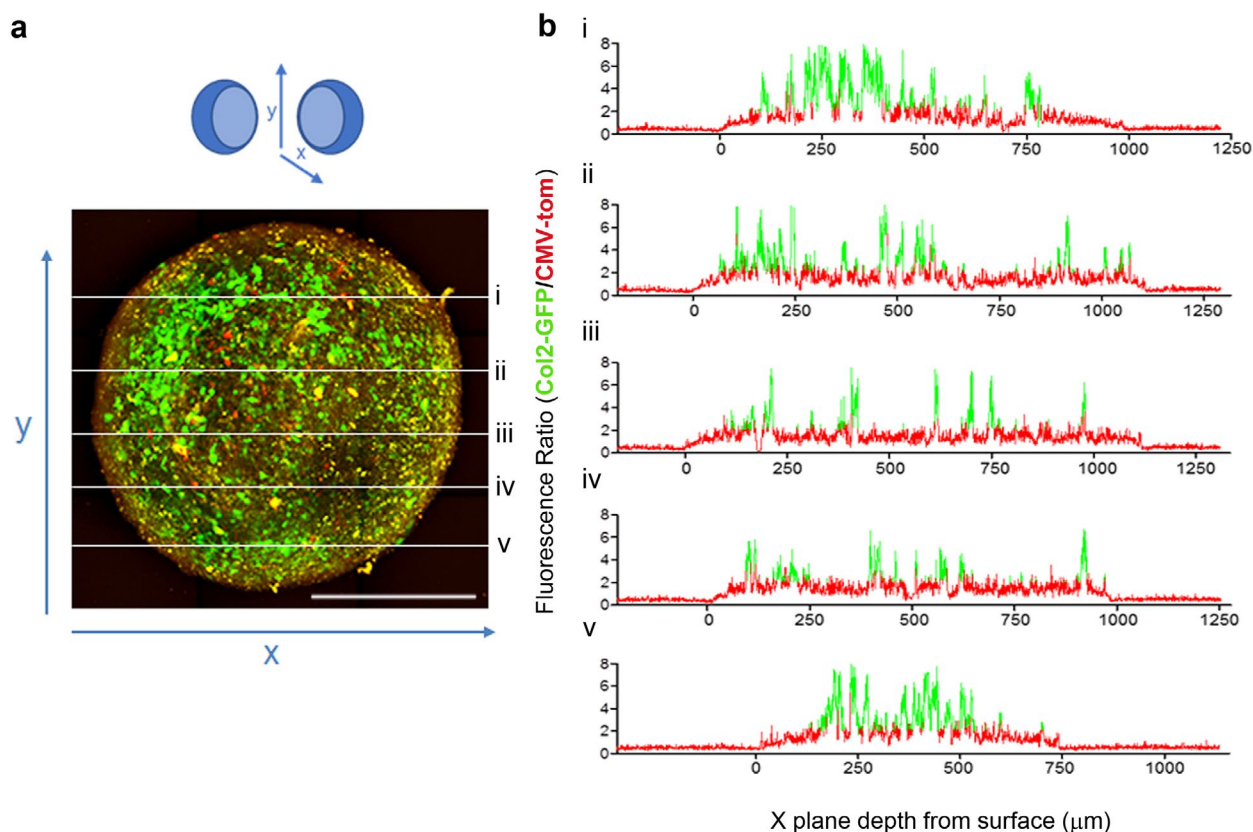 a
y
x
y
x
i
ii
iii
iv
v
b
Fluorescence Ratio (Col2-GFP/CMV-tom)
i
8
6
4
2
0
0 250 500 750 1000 1250
ii
8
6
4
2
0
0 250 500 750 1000 1250
iii
8
6
4
2
0
0 250 500 750 1000 1250
iv
8
6
4
2
0
0 250 500 750 1000 1250
v
8
6
4
2
0
0 250 500 750 1000
X plane depth from surface (μm)